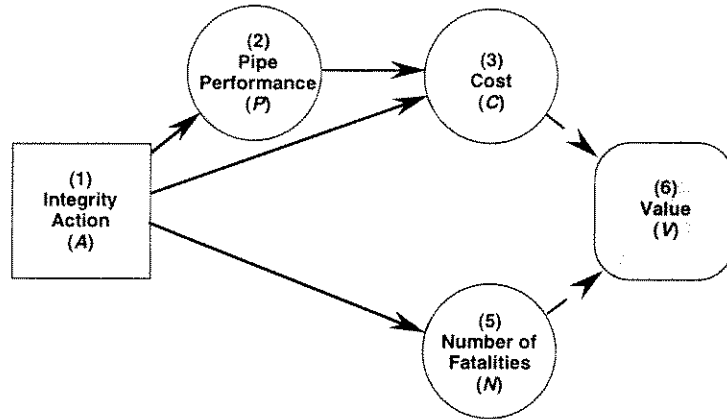 (2)
Pipe
Performance
(P)
(3)
Cost
(C)
(1)
Integrity
Action
(A)
(6)
Value
(V)
(5)
Number of
Fatalities
(N)